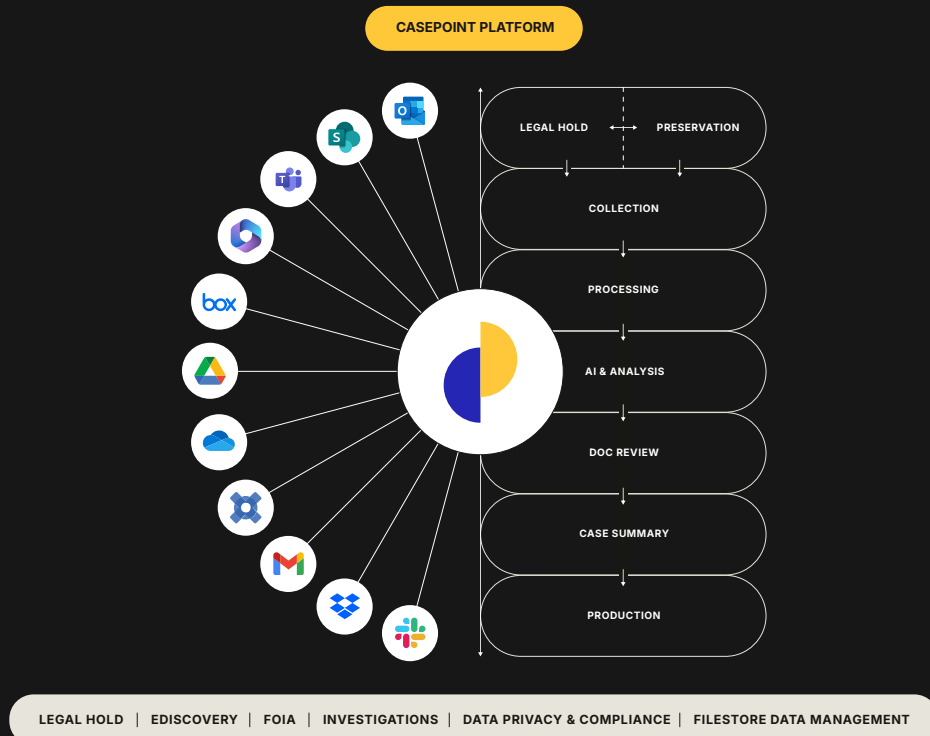 CASEPOINT PLATFORM
O
S
T
box
LEGAL HOLD
PRESERVATION
COLLECTION
PROCESSING
AI & ANALYSIS
DOC REVIEW
CASE SUMMARY
PRODUCTION
LEGAL HOLD | EDISCOVERY | FOIA | INVESTIGATIONS | DATA PRIVACY & COMPLIANCE | FILESTORE DATA MANAGEMENT